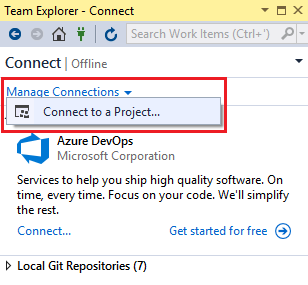 Team Explorer - Connect
Search Work Items (Ctrl+')
Connect | Offline
Manage Connections
Connect to a Project...
Azure DevOps
Microsoft Corporation
Services to help you ship high quality software. On
time, every time. Focus on your code. We'll simplify
the rest.
Connect...
Get started for free
Local Git Repositories (7)